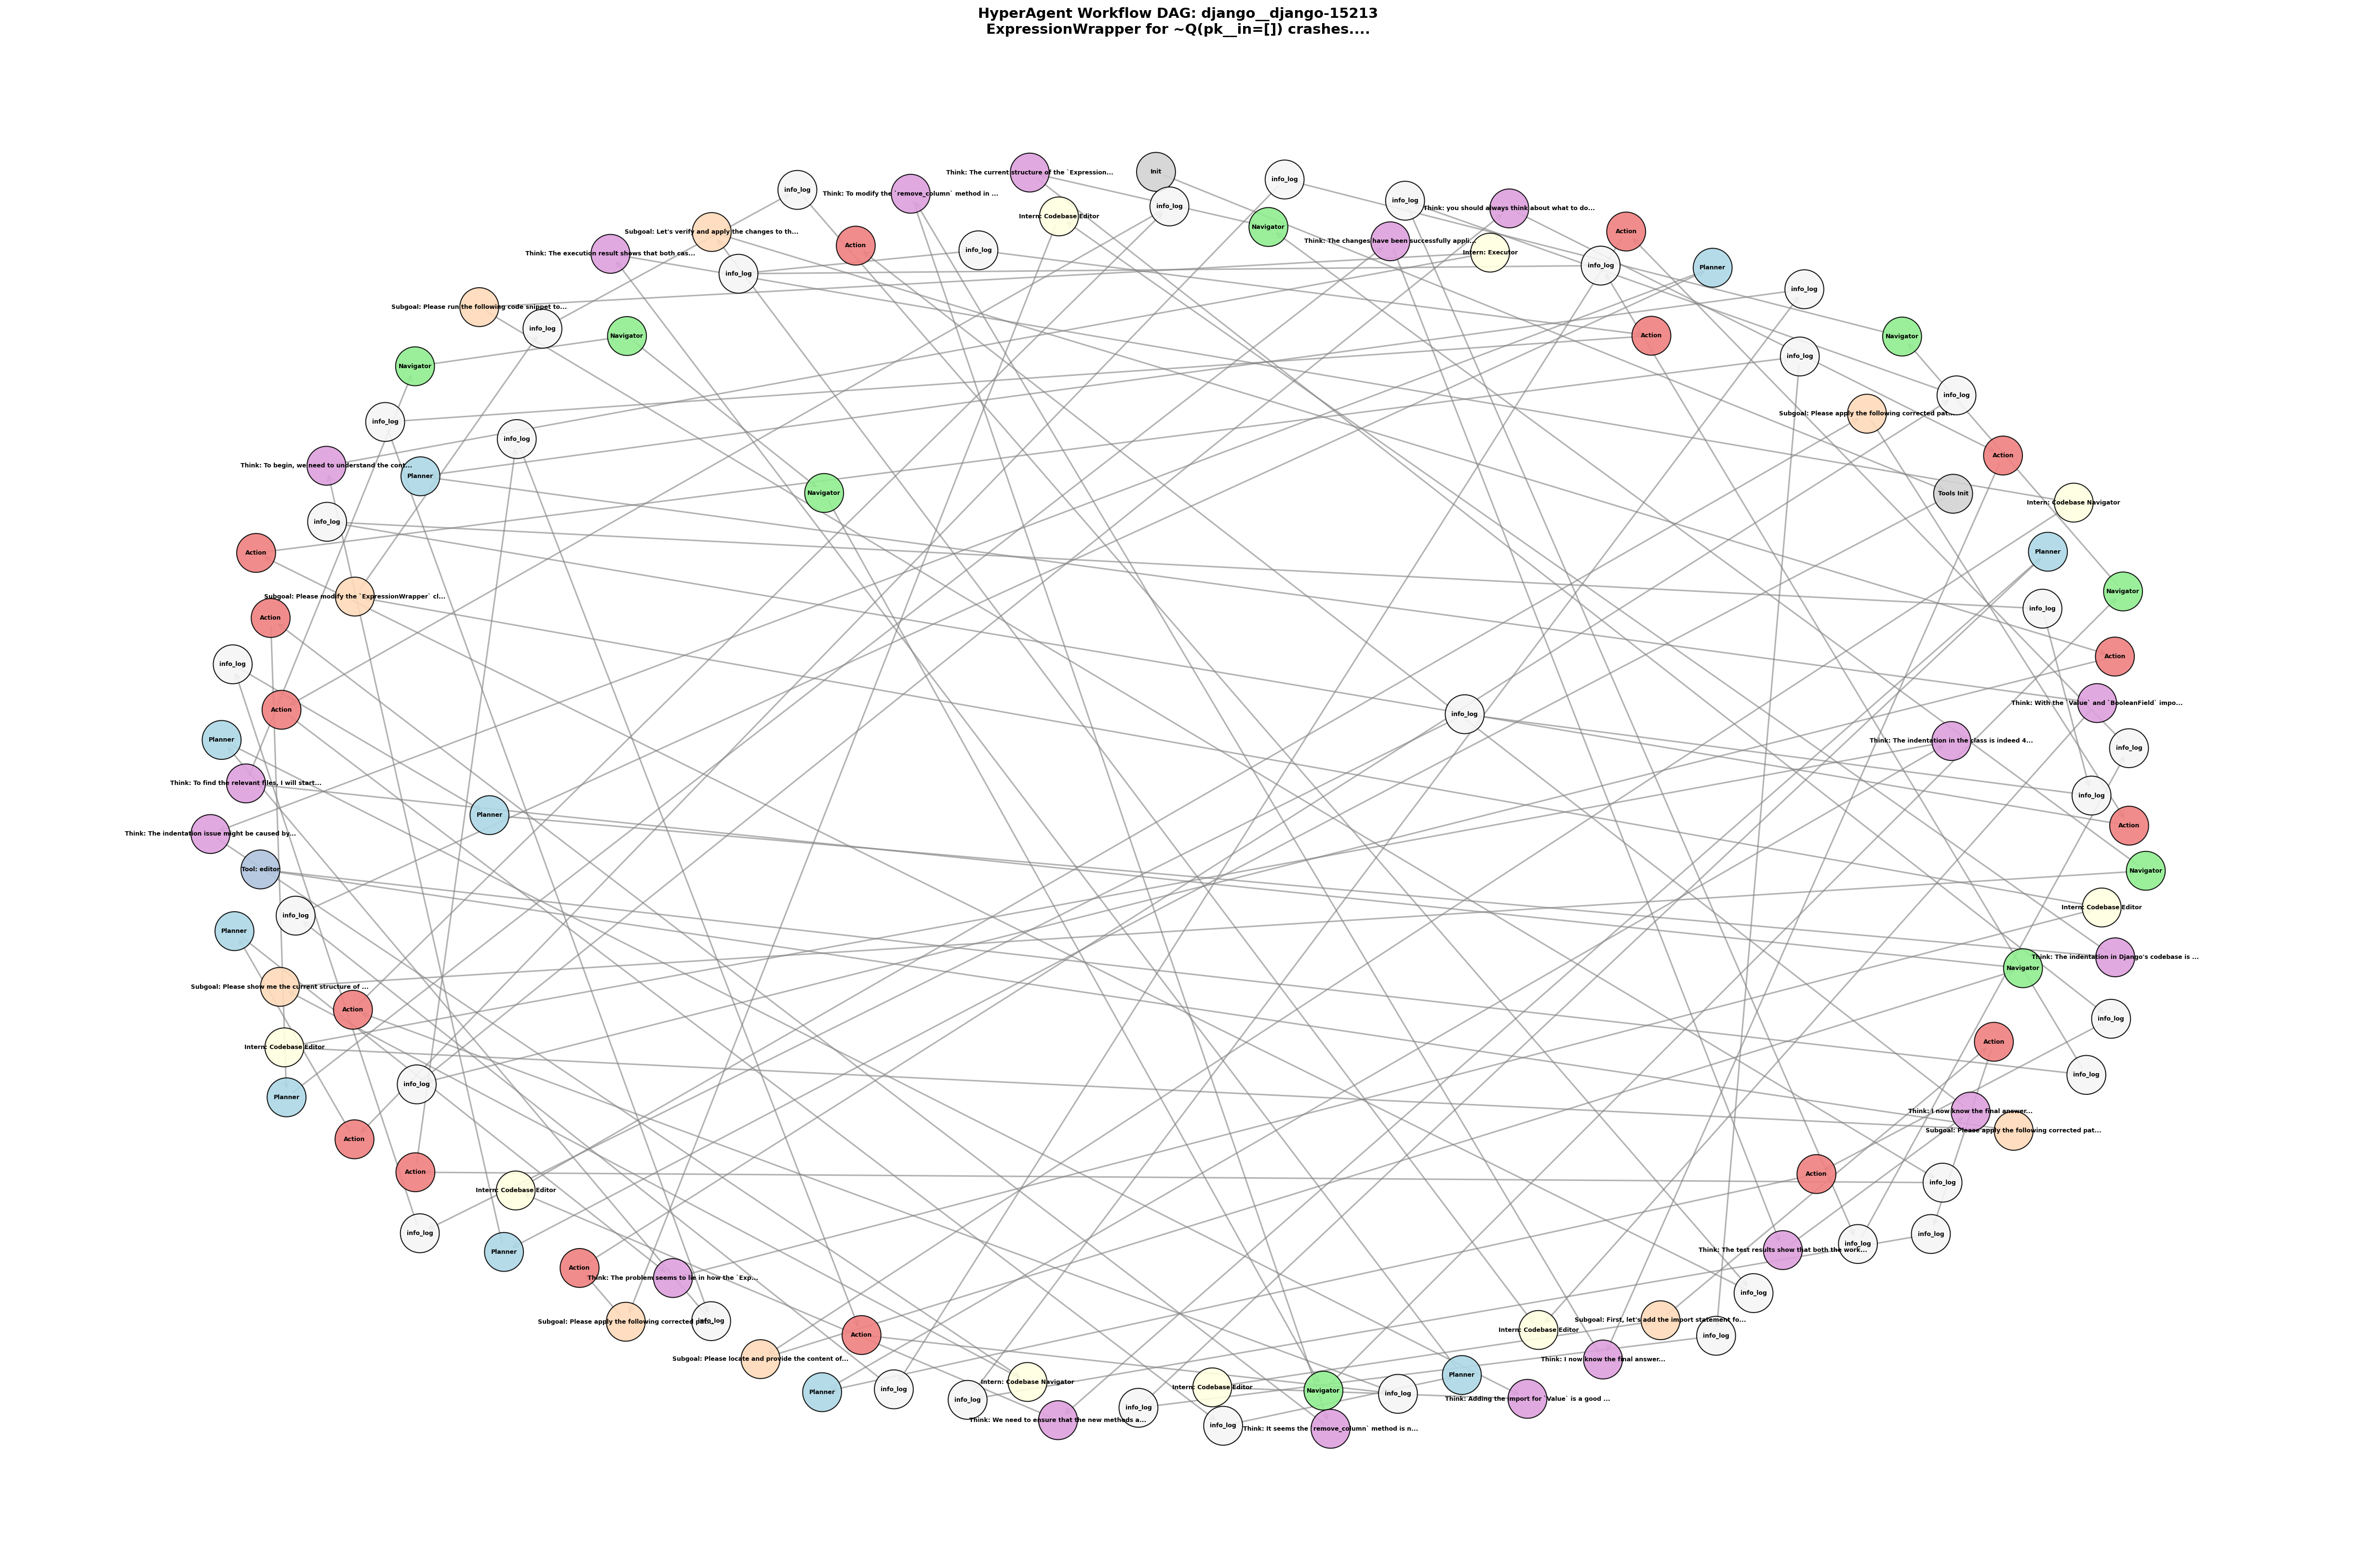 HyperAgent Workflow DAG: django__django-15213
ExpressionWrapper for ~Q(pk__in=[]) crashes....
Think: The current structure of the `Expression...
Init
info_log
info_log
Think: To modify the `remove_column` method in ...
info_log
info_log
Think: you should always think about what to do...
Intern: Codebase Editor
Navigator
Subgoal: Let's verify and apply the changes to th...
Action
Think: The changes have been successfully appli...
Action
Action
info_log
Think: The execution result shows that both cas...
Intern: Executor
info_log
Planner
info_log
info_log
Subgoal: Please run the following code snippet to...
info_log
Navigator
Action
Navigator
info_log
Navigator
info_log
Subgoal: Please apply the following corrected pat...
info_log
info_log
Action
Think: To begin, we need to understand the cont...
Planner
Navigator
Tools Init
Intern: Codebase Navigator
info_log
Action
Planner
Navigator
Subgoal: Please modify the `ExpressionWrapper` cl...
info_log
Action
info_log
Action
Action
Think: With the `Value` and `BooleanField` impo...
info_log
Planner
Think: The indentation in the class is indeed 4...
info_log
Think: To find the relevant files, I will start...
info_log
Planner
Action
Think: The indentation issue might be caused by...
Tool: editor
Navigator
info_log
Intern: Codebase Editor
Planner
Think: The indentation in Django's codebase is ...
Navigator
Subgoal: Please show me the current structure of ...
Action
info_log
Action
Intern: Codebase Editor
info_log
info_log
Planner
Think: I now know the final answer...
Subgoal: Please apply the following corrected pat...
Action
Action
Action
info_log
Intern: Codebase Editor
info_log
info_log
info_log
Planner
Think: The test results show that both the work...
Action
Think: The problem seems to lie in how the `Exp...
info_log
Subgoal: Please apply the following corrected pat...
info_log
Subgoal: First, let's add the import statement fo...
Intern: Codebase Editor
Action
info_log
Subgoal: Please locate and provide the content of...
Think: I now know the final answer...
Planner
Intern: Codebase Navigator
Planner
info_log
Intern: Codebase Editor
Navigator
info_log
info_log
Think: Adding the import for `Value` is a good ...
info_log
Think: We need to ensure that the new methods a...
info_log
Think: It seems the `remove_column` method is n...